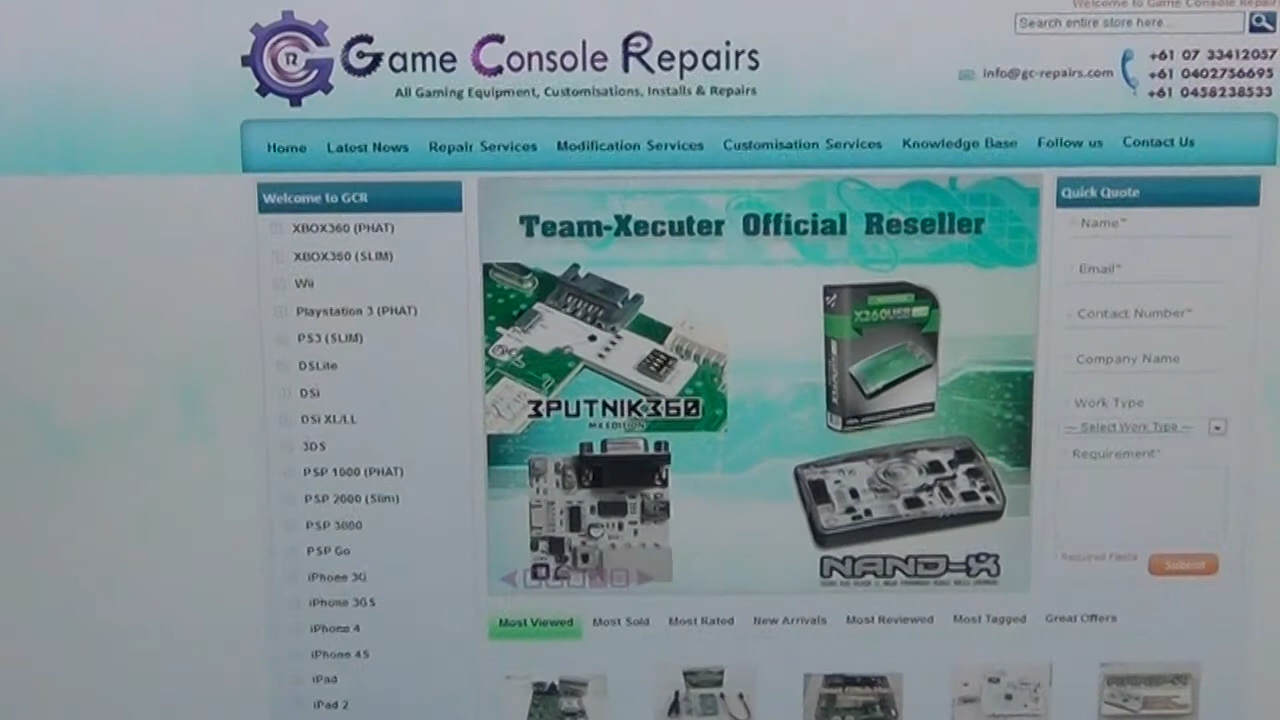 Welcome to Game Console Repair
Search entire store here...
Game Console Repairs
All Gaming Equipment, Customisations, Installs & Repairs
info@gc-repairs.com
+61 07 33412057
+61 0402756695
+61 0458238533
Home Latest News Repair Services Modification Services Customisation Services Knowledge Base Follow us Contact Us
Welcome to GCR
XBOX360 (PHAT)
XBOX360 (SLIM)
Wii
Playstation 3 (PHAT)
PS3 (SLIM)
DSLite
DSi
DSi XL/LL
3DS
PSP 1000 (PHAT)
PSP 2000 (Slim)
PSP 3000
PSP Go
iPhone 3G
iPhone 3GS
iPhone 4
iPhone 4S
iPad
iPad 2
Team-Xecuter Official Reseller
X360USB
3PUTNIK360
MX EDITION
NAND-X
Quick Quote
Name*
Email*
Contact Number*
Company Name
Work Type
--- Select Work Type ---
Requirement*
* Required Fields
Submit
Most Viewed Most Sold Most Rated New Arrivals Most Reviewed Most Tagged Great Offers